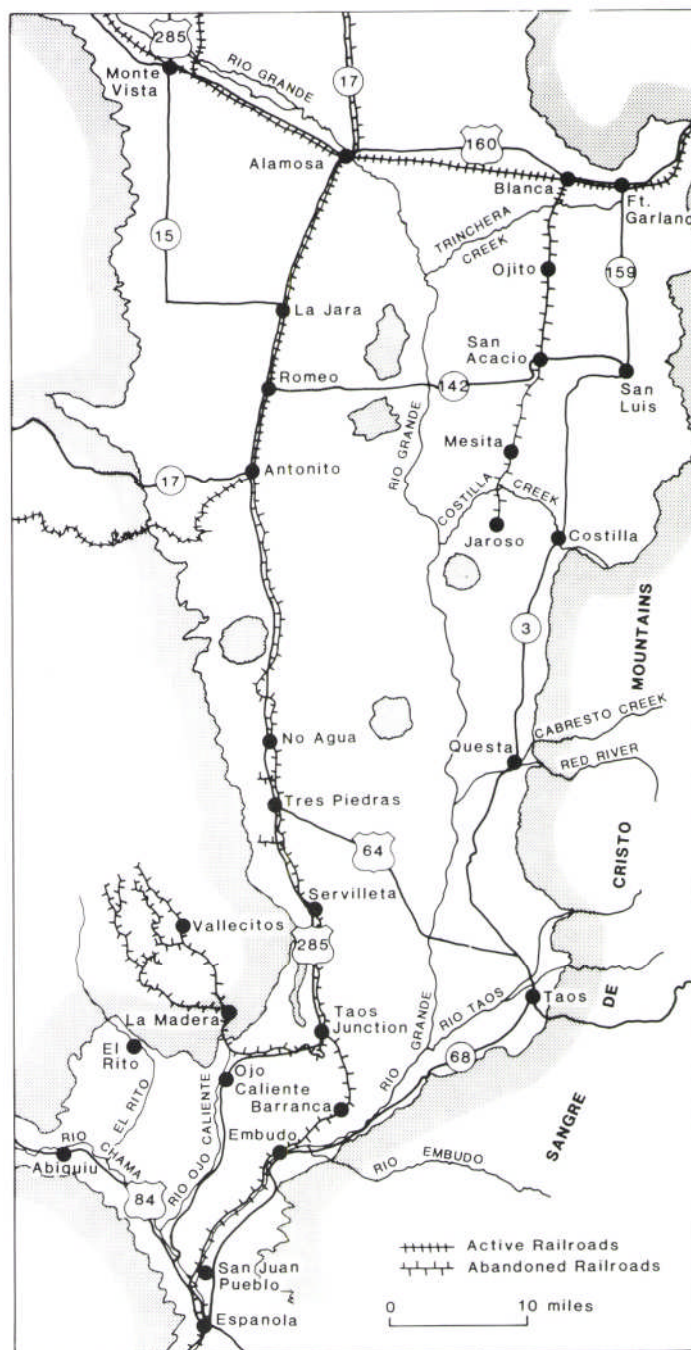 285
17
Monte
Vista
RIO GRANDE
160
Alamosa
Blanca
Ft.
Garland
TRINCHERA
CREEK
15
Ojito
159
La Jara
San
Acacio
Romeo
142
San
Luis
RIO GRANDE
Mesita
17
Antonito
COSTILLA
CREEK
Jaroso
Costilla
3
MOUNTAINS
CABRESTO CREEK
No Agua
Questa
RED RIVER
Tres Piedras
64
CRISTO
Servilleta
Vallecitos
285
Taos
DE
La Madera
Taos
Junction
RIO GRANDE
RIO TAOS
El
Rito
68
Ojo
Caliente
EL RITO
RIO OJO CALIENTE
Barranca
SANGRE
RIO CHAMA
Embudo
Abiquiu
RIO EMBUDO
84
San Juan
Pueblo
Active Railroads
Abandoned Railroads
Espanola
0 10 miles